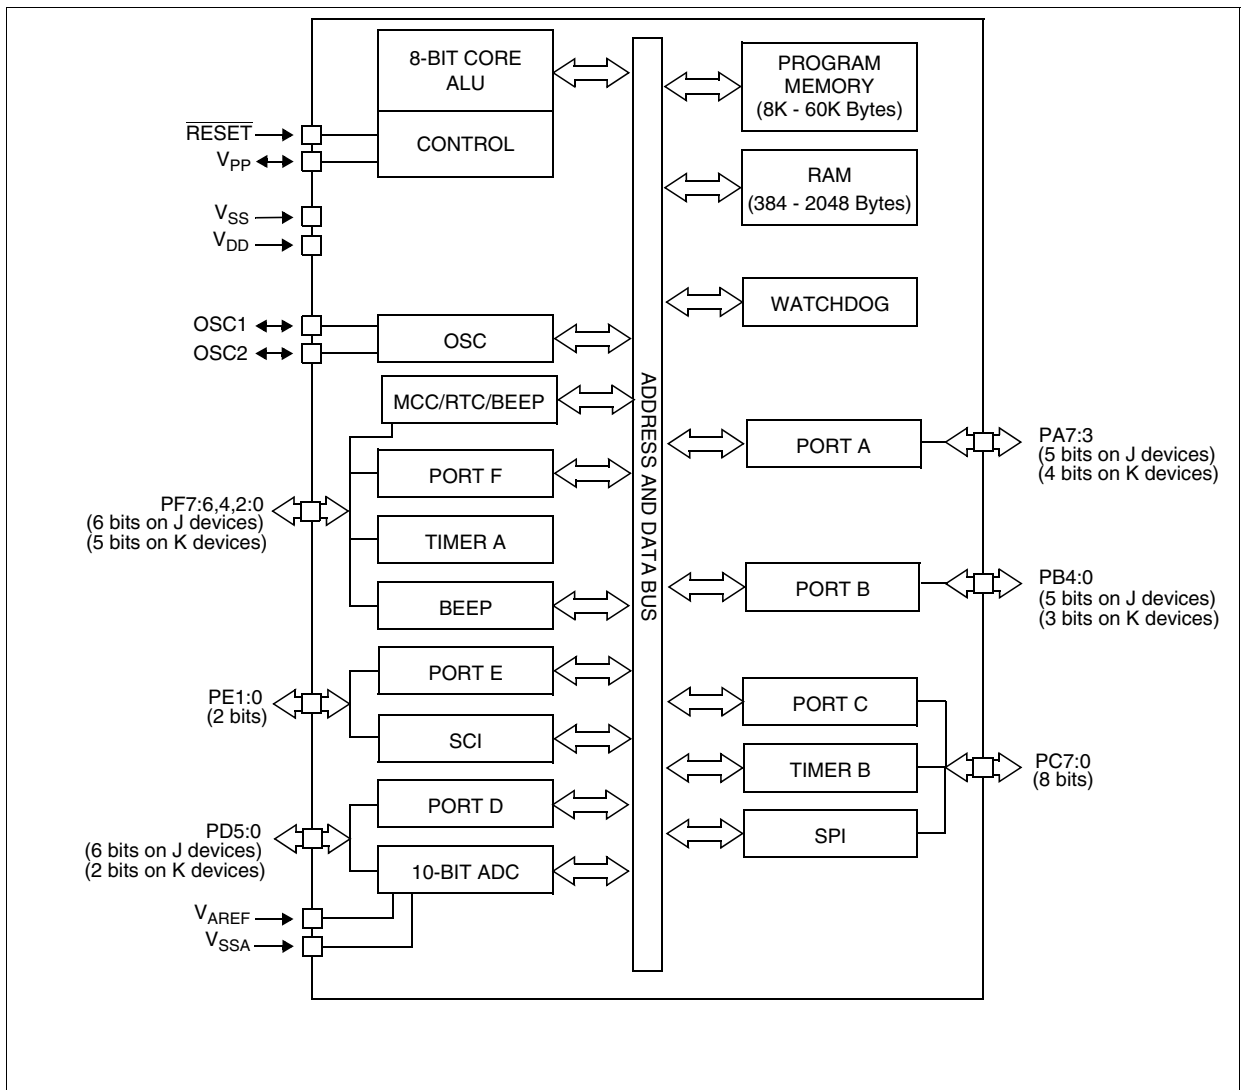 8-BIT CORE
ALU
CONTROL
RESET
VPP
VSS
VDD
OSC1
OSC2
OSC
MCC/RTC/BEEP
PORT F
PF7:6,4,2:0
(6 bits on J devices)
(5 bits on K devices)
TIMER A
BEEP
PORT E
PE1:0
(2 bits)
SCI
PORT D
PD5:0
(6 bits on J devices)
(2 bits on K devices)
10-BIT ADC
VAREF
VSSA
ADDRESS AND DATA BUS
PROGRAM
MEMORY
(8K - 60K Bytes)
RAM
(384 - 2048 Bytes)
WATCHDOG
PORT A
PA7:3
(5 bits on J devices)
(4 bits on K devices)
PORT B
PB4:0
(5 bits on J devices)
(3 bits on K devices)
PORT C
TIMER B
PC7:0
(8 bits)
SPI